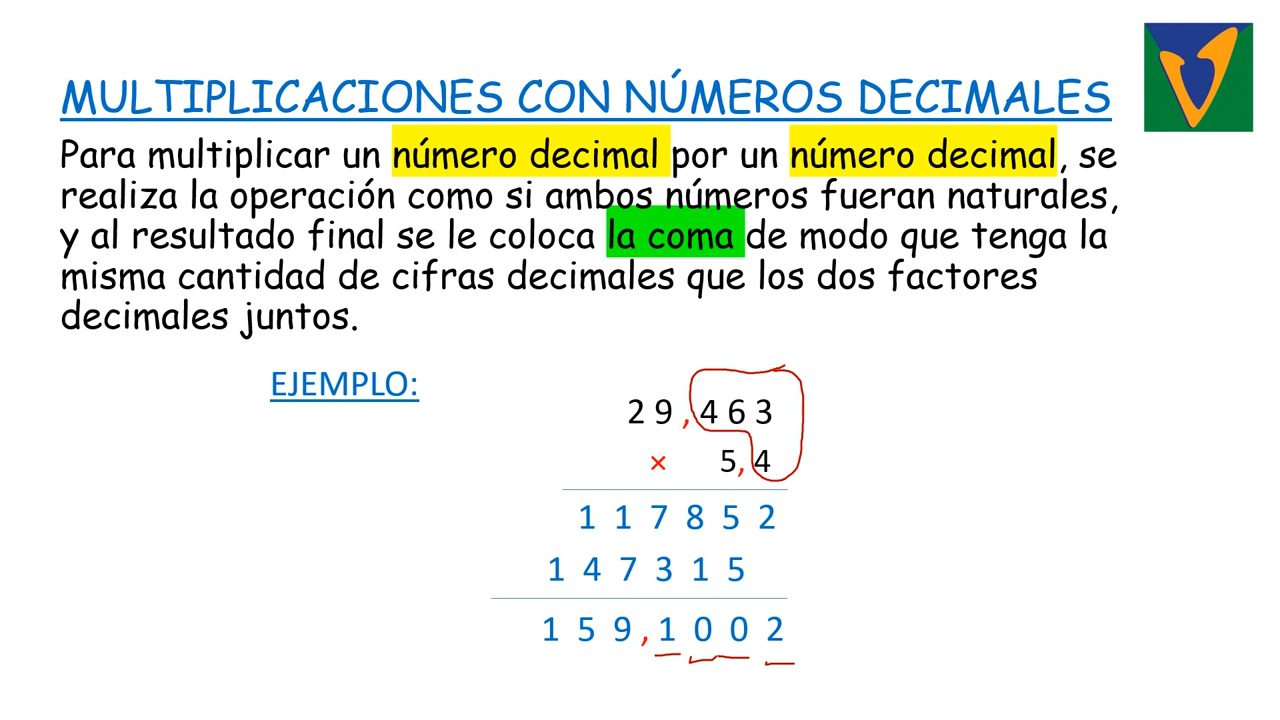 MULTIPLICACIONES CON NÚMEROS DECIMALES
Para multiplicar un número decimal por un número decimal, se
realiza la operación como si ambos números fueran naturales,
y al resultado final se le coloca la coma de modo que tenga la
misma cantidad de cifras decimales que los dos factores
decimales juntos.
EJEMPLO:
2 9 , 4 6 3
× 5, 4
1 1 7 8 5 2
1 4 7 3 1 5
1 5 9 , 1 0 0 2